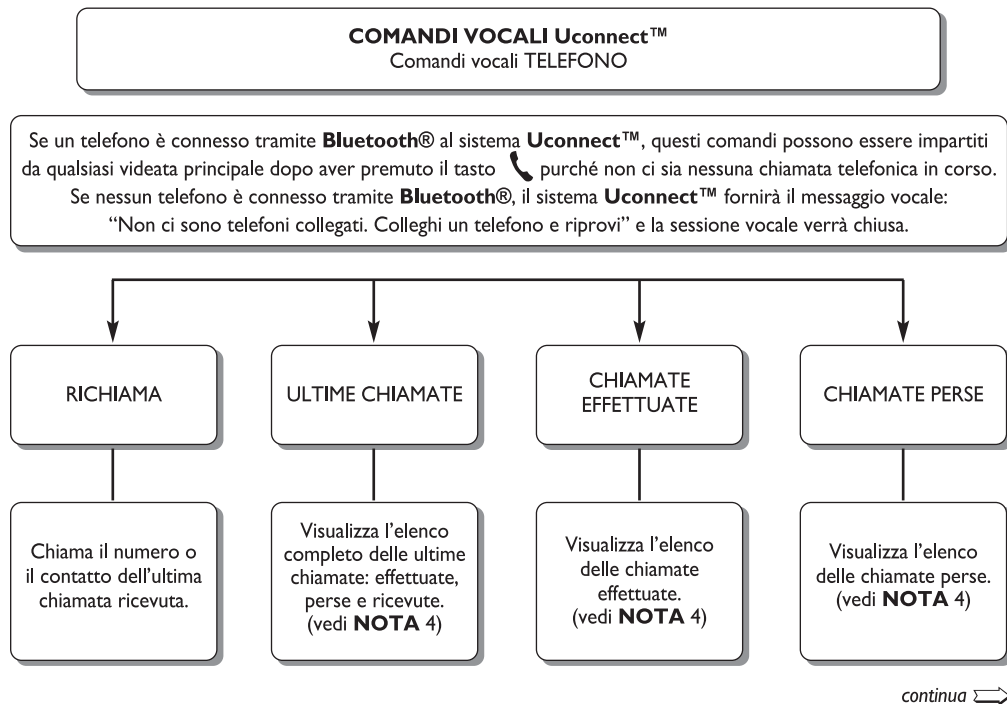 COMANDI VOCALI Uconnect™
Comandi vocali TELEFONO
Se un telefono è connesso tramite Bluetooth® al sistema Uconnect™, questi comandi possono essere impartiti
da qualsiasi videata principale dopo aver premuto il tasto purché non ci sia nessuna chiamata telefonica in corso.
Se nessun telefono è connesso tramite Bluetooth®, il sistema Uconnect™ fornirà il messaggio vocale:
“Non ci sono telefoni collegati. Colleghi un telefono e riprovi” e la sessione vocale verrà chiusa.
RICHIAMA
ULTIME CHIAMATE
CHIAMATE
EFFETTUATE
CHIAMATE PERSE
Chiama il numero o
il contatto dell’ultima
chiamata ricevuta.
Visualizza l’elenco
completo delle ultime
chiamate: effettuate,
perse e ricevute.
(vedi NOTA 4)
Visualizza l’elenco
delle chiamate
effettuate.
(vedi NOTA 4)
Visualizza l’elenco
delle chiamate perse.
(vedi NOTA 4)
continua